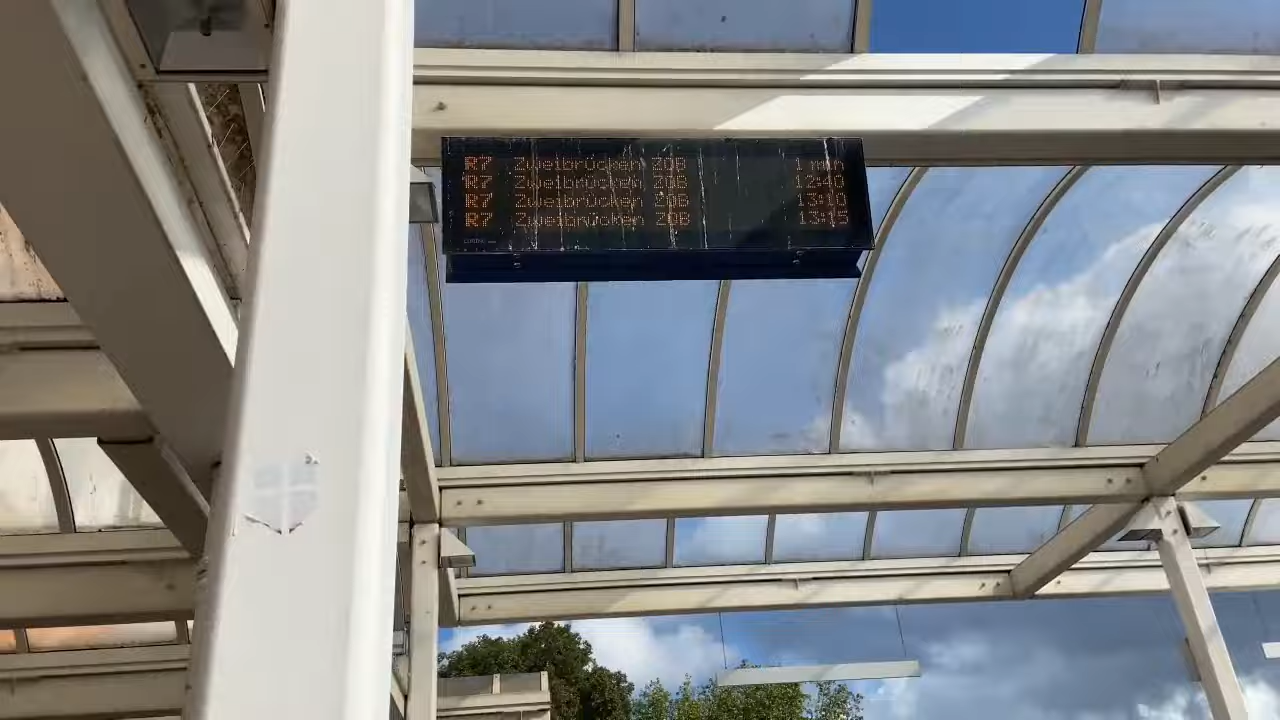 R7 Zweibrücken ZOB 1 min
R7 Zweibrücken ZOB 12:40
R7 Zweibrücken ZOB 13:10
R7 Zweibrücken ZOB 13:15